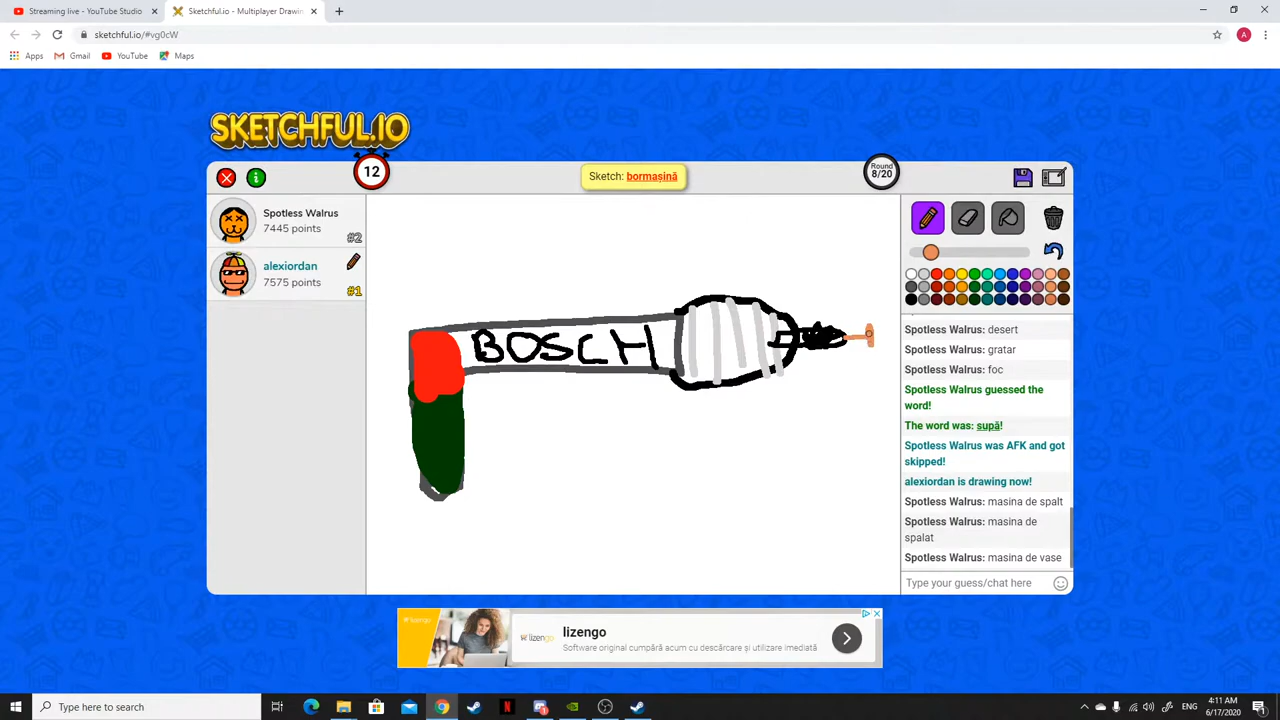 Streaming live - YouTube Studio
Sketchful.io - Multiplayer Drawin
sketchful.io/#vg0cW
A
Apps
Gmail
YouTube
Maps
SKETCHFUL.IO
12
Sketch: bormașină
Round
8/20
Spotless Walrus
7445 points
#2
alexiordan
7575 points
#1
BOSCH
Spotless Walrus: desert
Spotless Walrus: gratar
Spotless Walrus: foc
Spotless Walrus guessed the
word!
The word was: supă!
Spotless Walrus was AFK and got
skipped!
alexiordan is drawing now!
Spotless Walrus: masina de spalt
Spotless Walrus: masina de
spalat
Spotless Walrus: masina de vase
Type your guess/chat here
lizengo
lizengo
Software original cumpără acum cu descărcare și utilizare imediată
Type here to search
4:11 AM
6/17/2020